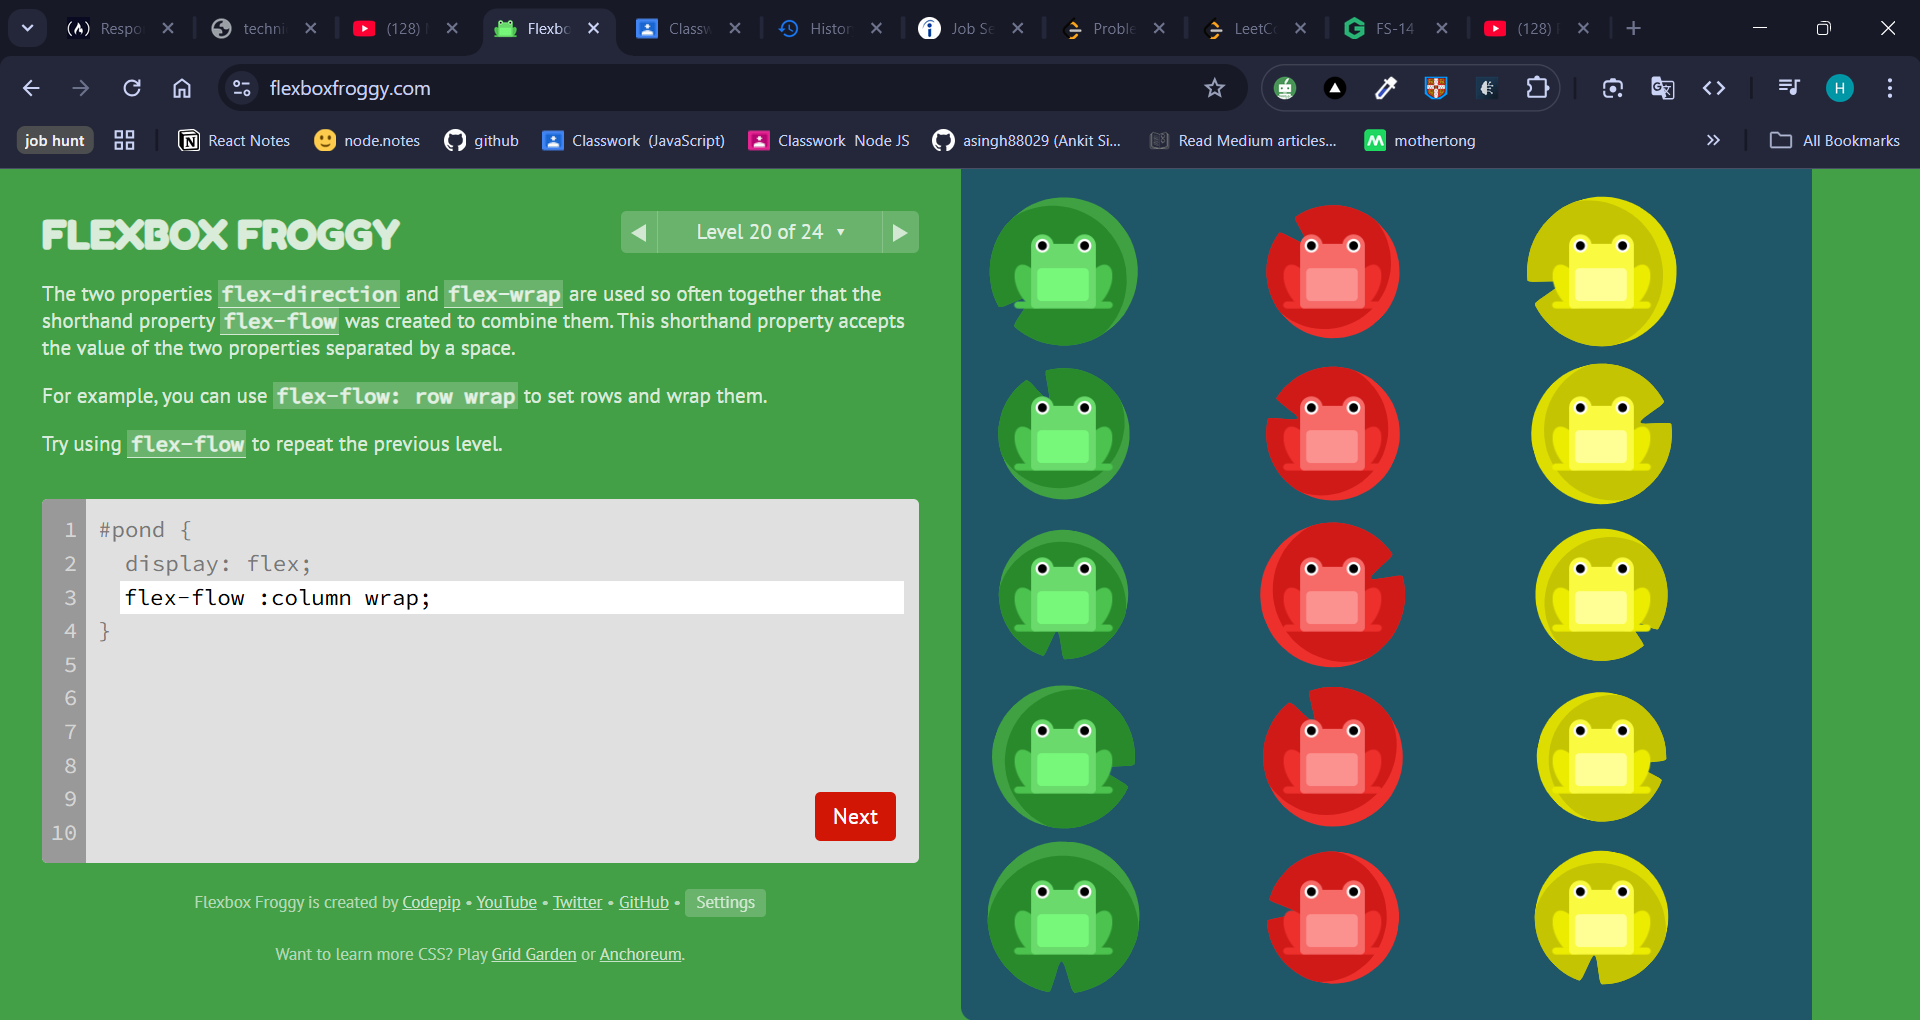 Respo
techni
(128)
Flexbo
Classw
Histor
Job Se
Proble
LeetCo
FS-14
(128)
flexboxfroggy.com
H
job hunt
React Notes
node.notes
github
Classwork (JavaScript)
Classwork Node JS
asingh88029 (Ankit Si...
Read Medium articles...
mothertong
All Bookmarks
FLEXBOX FROGGY
Level 20 of 24
The two properties flex-direction and flex-wrap are used so often together that the
shorthand property flex-flow was created to combine them. This shorthand property accepts
the value of the two properties separated by a space.
For example, you can use flex-flow: row wrap to set rows and wrap them.
Try using flex-flow to repeat the previous level.
1 #pond {
2 display: flex;
3 flex-flow :column wrap;
4 }
5
6
7
8
9
10
Next
Flexbox Froggy is created by Codepip • YouTube • Twitter • GitHub • Settings
Want to learn more CSS? Play Grid Garden or Anchoreum.